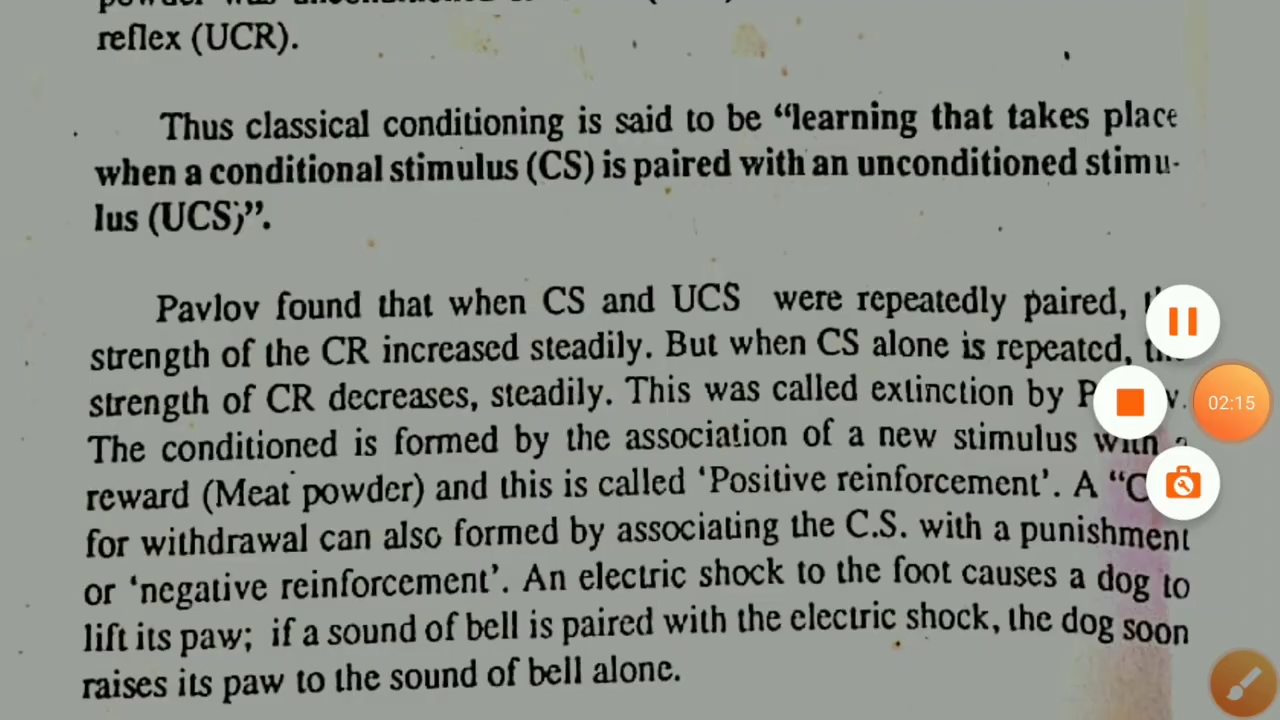 reflex (UCR).
Thus classical conditioning is said to be “learning that takes place
when a conditional stimulus (CS) is paired with an unconditioned stimu-
lus (UCS)”.
Pavlov found that when CS and UCS were repeatedly paired,
strength of the CR increased steadily. But when CS alone is repeated,
strength of CR decreases, steadily. This was called extinction by
The conditioned is formed by the association of a new stimulus with a
reward (Meat powder) and this is called ‘Positive reinforcement’. A
for withdrawal can also formed by associating the C.S. with a punishment
or ‘negative reinforcement’. An electric shock to the foot causes a dog to
lift its paw; if a sound of bell is paired with the electric shock, the dog soon
raises its paw to the sound of bell alone.
02:15